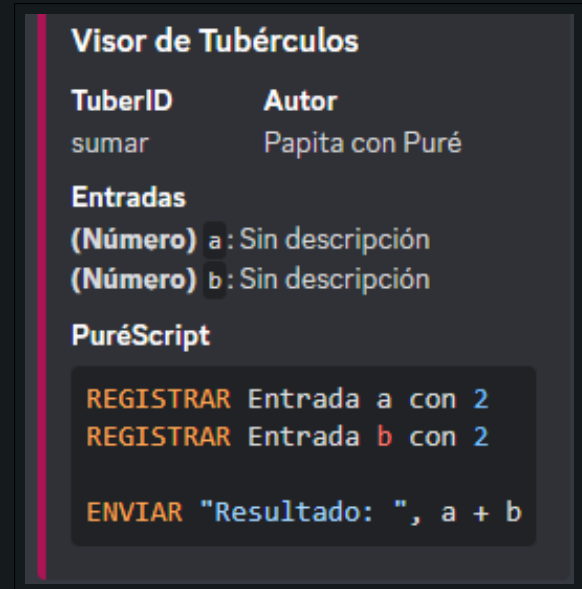 Visor de Tubérculos
TuberID Autor
sumar Papita con Puré
Entradas
(Número) a: Sin descripción
(Número) b: Sin descripción
PuréScript
REGISTRAR Entrada a con 2
REGISTRAR Entrada b con 2
ENVIAR "Resultado: ", a + b